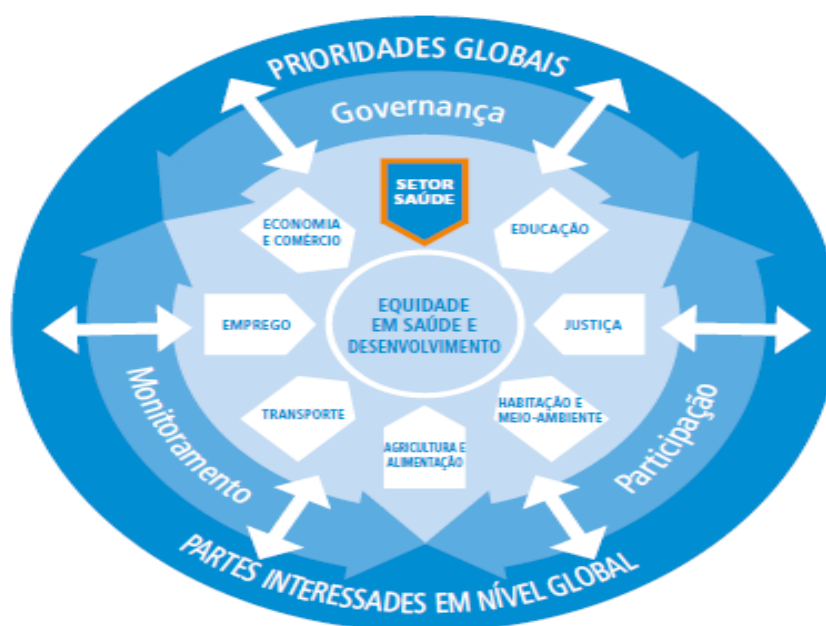 PRIORIDADES GLOBAIS
Governança
SETOR
SAÚDE
ECONOMIA
E COMÉRCIO
EDUCAÇÃO
EQUIDADE
EM SAÚDE E
DESENVOLVIMENTO
EMPREGO
JUSTIÇA
TRANSPORTE
HABITAÇÃO E
MEIO-AMBIENTE
AGRICULTURA E
ALIMENTAÇÃO
Monitoramento
Participação
PARTES INTERESSADES EM NÍVEL GLOBAL